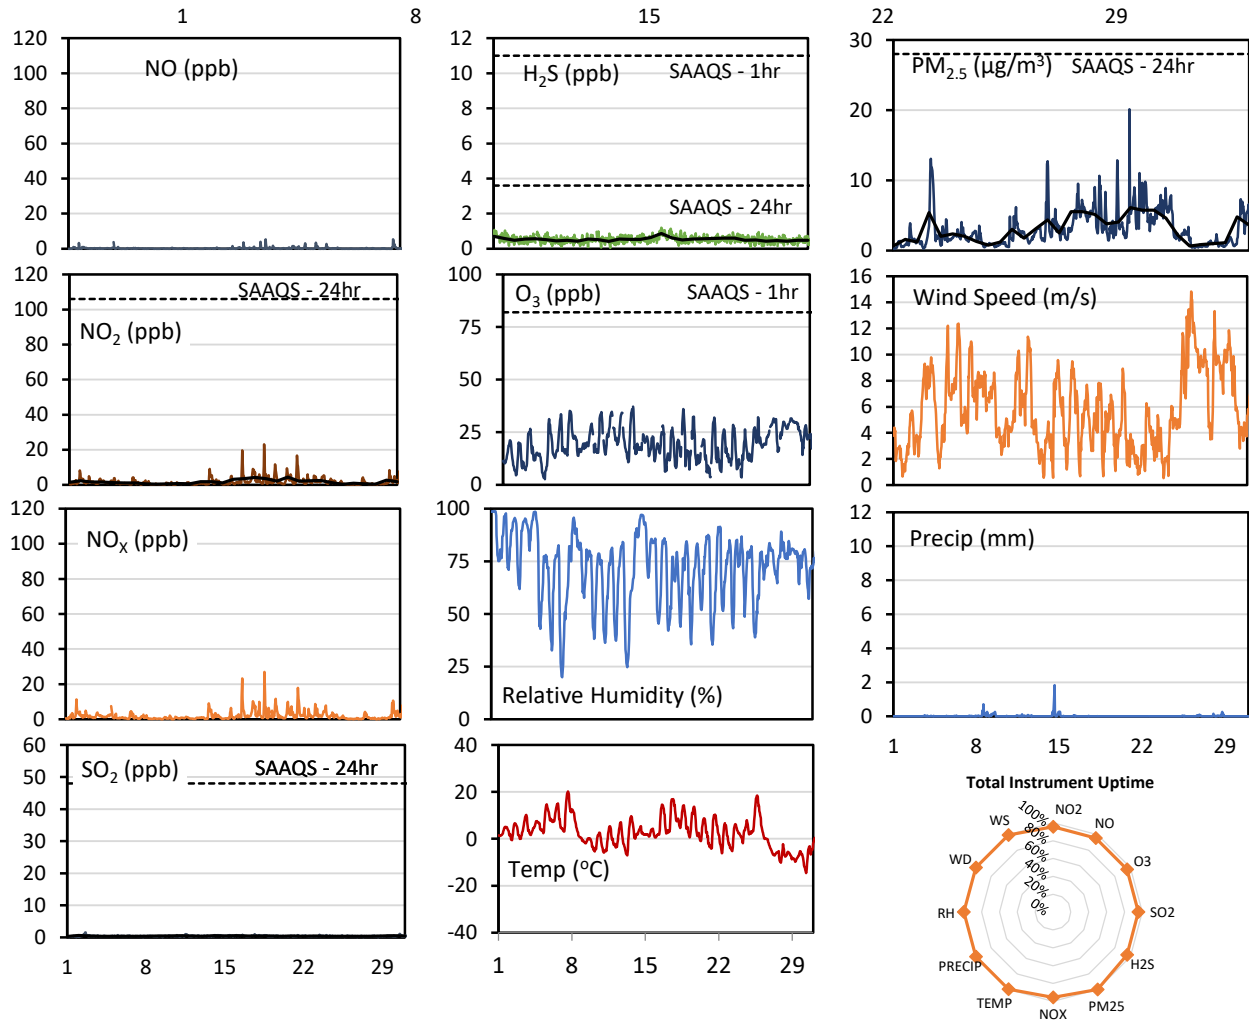 1 8 15 22 29
120
100
80
60
40
20
0
NO (ppb)
12
10
8
6
4
2
0
H₂S (ppb)
SAAQS - 1hr
SAAQS - 24hr
30
20
10
0
PM₂.₅ (µg/m³)
SAAQS - 24hr
120
100
80
60
40
20
0
SAAQS - 24hr
NO₂ (ppb)
100
75
50
25
0
O₃ (ppb)
SAAQS - 1hr
16
14
12
10
8
6
4
2
0
Wind Speed (m/s)
120
100
80
60
40
20
0
NOX (ppb)
100
75
50
25
0
Relative Humidity (%)
12
10
8
6
4
2
0
Precip (mm)
1 8 15 22 29
60
50
40
30
20
10
0
SO₂ (ppb)
SAAQS - 24hr
1 8 15 22 29
40
20
0
-20
-40
Temp (°C)
1 8 15 22 29
Total Instrument Uptime
100%
80%
60%
40%
20%
0%
NO2
NO
O3
SO2
H2S
PM25
NOX
TEMP
PRECIP
RH
WD
WS